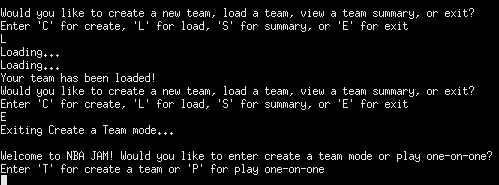 Would you like to create a new team, load a team, view a team summary, or exit?
Enter 'C' for create, 'L' for load, 'S' for summary, or 'E' for exit
L
Loading...
Loading...
Your team has been loaded!
Would you like to create a new team, load a team, view a team summary, or exit?
Enter 'C' for create, 'L' for load, 'S' for summary, or 'E' for exit
E
Exiting Create a Team mode...
Welcome to NBA JAM! Would you like to enter create a team mode or play one-on-one?
Enter 'T' for create a team or 'P' for play one-on-one